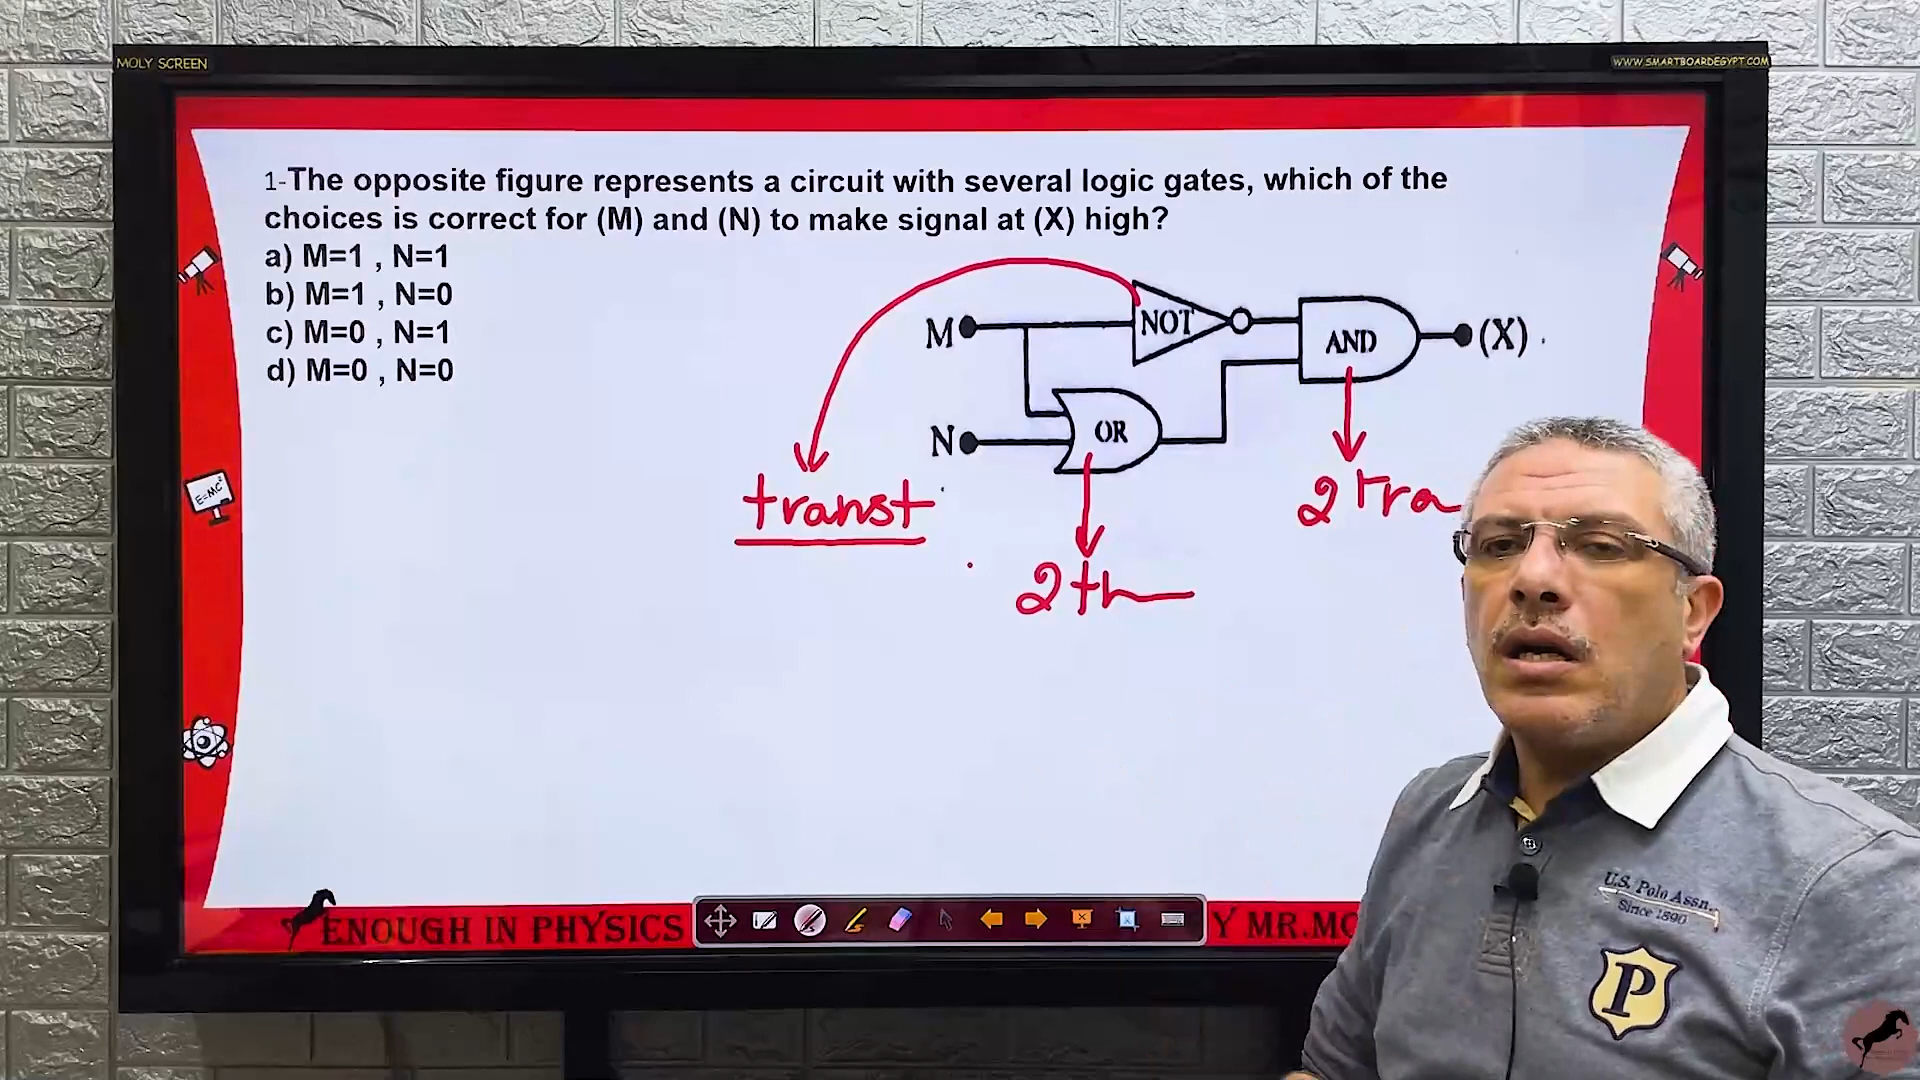 MOLY SCREEN
WWW.SMARTBOARDEGYPT.COM
1-The opposite figure represents a circuit with several logic gates, which of the
choices is correct for (M) and (N) to make signal at (X) high?
a) M=1 , N=1
b) M=1 , N=0
c) M=0 , N=1
d) M=0 , N=0
M
NOT
AND
(X)
N
OR
E=MC²
transt
2 Tra
2 th
ENOUGH IN PHYSICS
Y MR.MO
U.S. Polo Assn.
Since 1890
P